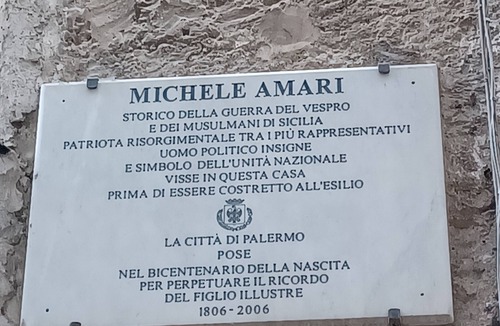 MICHELE AMARI
STORICO DELLA GUERRA DEL VESPRO
E DEI MUSULMANI DI SICILIA
PATRIOTA RISORGIMENTALE TRA I PIÙ RAPPRESENTATIVI
UOMO POLITICO INSIGNE
E SIMBOLO DELL'UNITÀ NAZIONALE
VISSE IN QUESTA CASA
PRIMA DI ESSERE COSTRETTO ALL'ESILIO
LA CITTÀ DI PALERMO
POSE
NEL BICENTENARIO DELLA NASCITA
PER PERPETUARE IL RICORDO
DEL FIGLIO ILLUSTRE
1806-2006